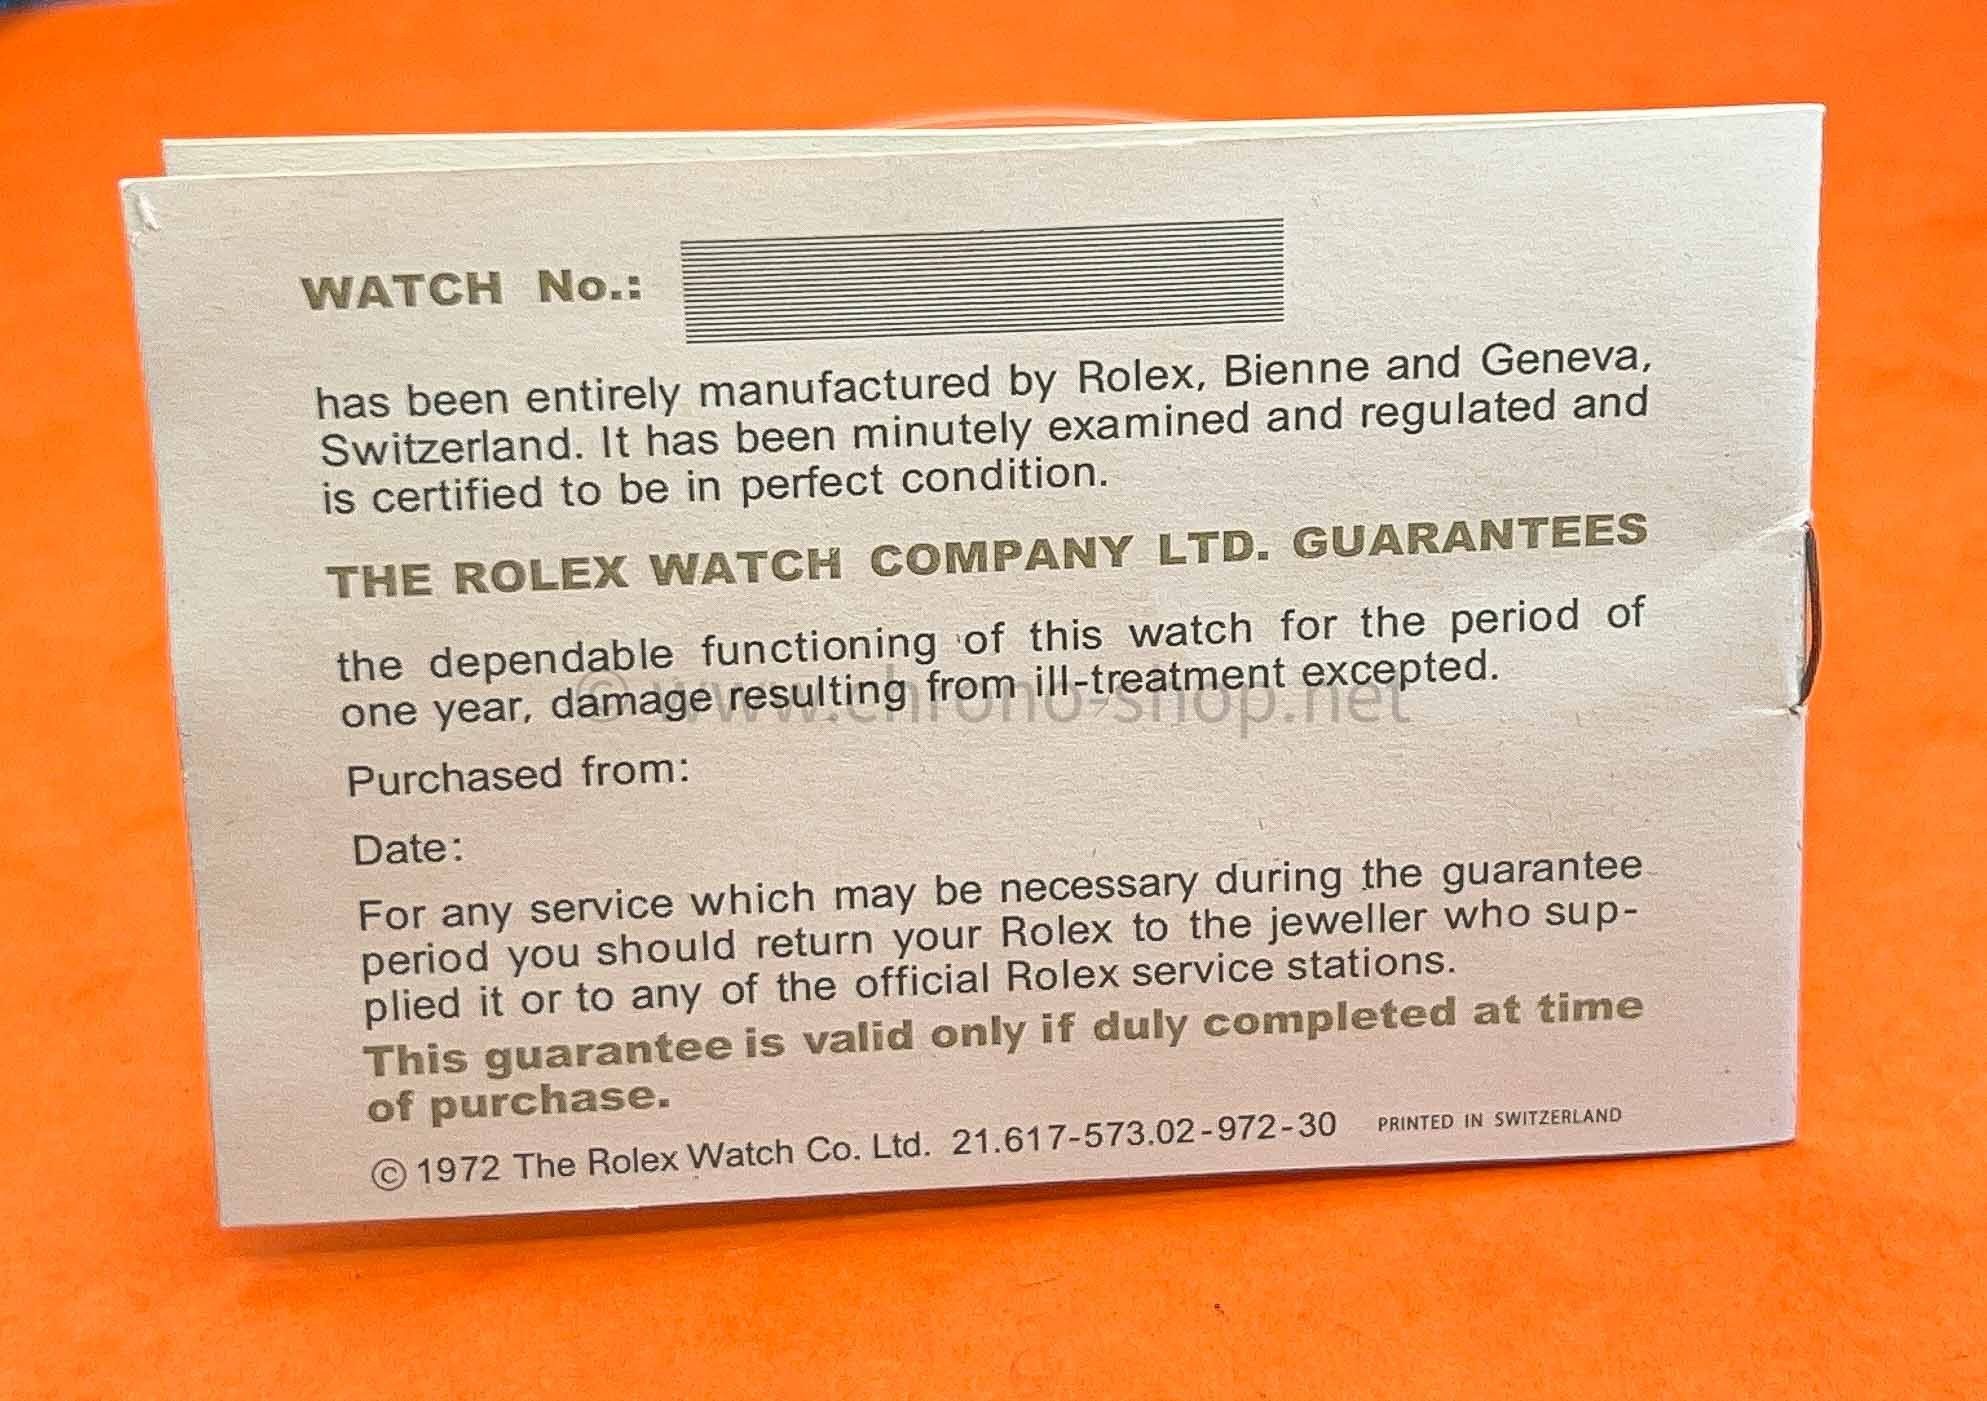 WATCH No.:
has been entirely manufactured by Rolex, Bienne and Geneva,
Switzerland. It has been minutely examined and regulated and
is certified to be in perfect condition.
THE ROLEX WATCH COMPANY LTD. GUARANTEES
the dependable functioning of this watch for the period of
one year, damage resulting from ill-treatment excepted.
© www.chrono-shop.net
Purchased from:
Date:
For any service which may be necessary during the guarantee
period you should return your Rolex to the jeweller who sup-
plied it or to any of the official Rolex service stations.
This guarantee is valid only if duly completed at time
of purchase.
© 1972 The Rolex Watch Co. Ltd. 21.617-573.02-972-30 PRINTED IN SWITZERLAND